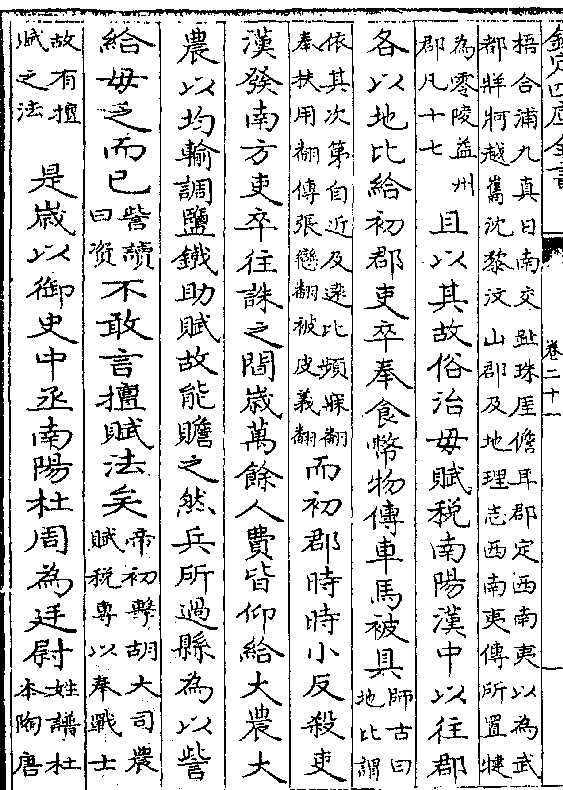 欽定四庫全書
卷二十一
梧合浦九真日南交趾珠厓儋耳郡定西南夷以為武
都牂柯越嶲沈黎汶山郡及地理志西南夷傳所置犍
為零陵益州
郡凡十七
且以其故俗治毋賦稅南陽漢中以往郡
各以地比給初郡吏卒奉食幣物傳車馬被具
師古曰
地比謂
依其次第自近及遠比頻寐翻
奉扶用翻傳張戀翻被皮義翻
而初郡時時小反殺吏
漢發南方吏卒往誅之間歲萬餘人費皆仰給大農大
農以均輸調鹽鐵助賦故能贍之然兵所過縣為以訾
給毋乏而已
訾讀
曰資
不敢言擅賦法矣
帝初擊胡大司農
賦稅專以奉戰士
故有擅
賦之法
是歲以御史中丞南陽杜周為廷尉
姓譜杜
本陶唐